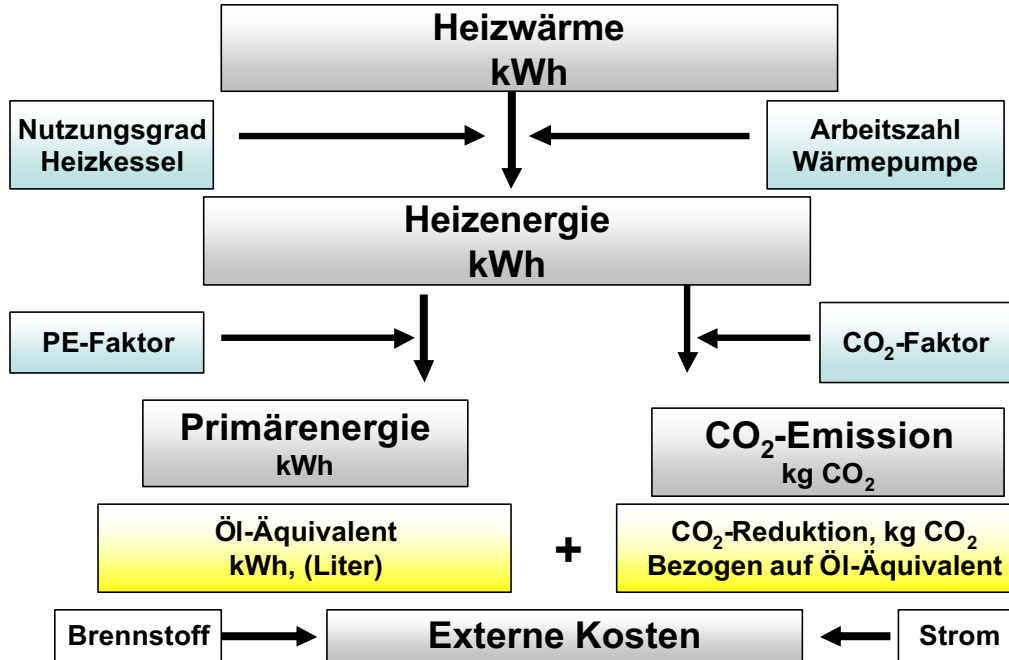 Heizwärme
kWh
Nutzungsgrad
Heizkessel
Arbeitszahl
Wärmepumpe
Heizenergie
kWh
PE-Faktor
CO₂-Faktor
Primärenergie
kWh
CO₂-Emission
kg CO₂
Öl-Äquivalent
kWh, (Liter)
+
CO₂-Reduktion, kg CO₂
Bezogen auf Öl-Äquivalent
Brennstoff
Externe Kosten
Strom